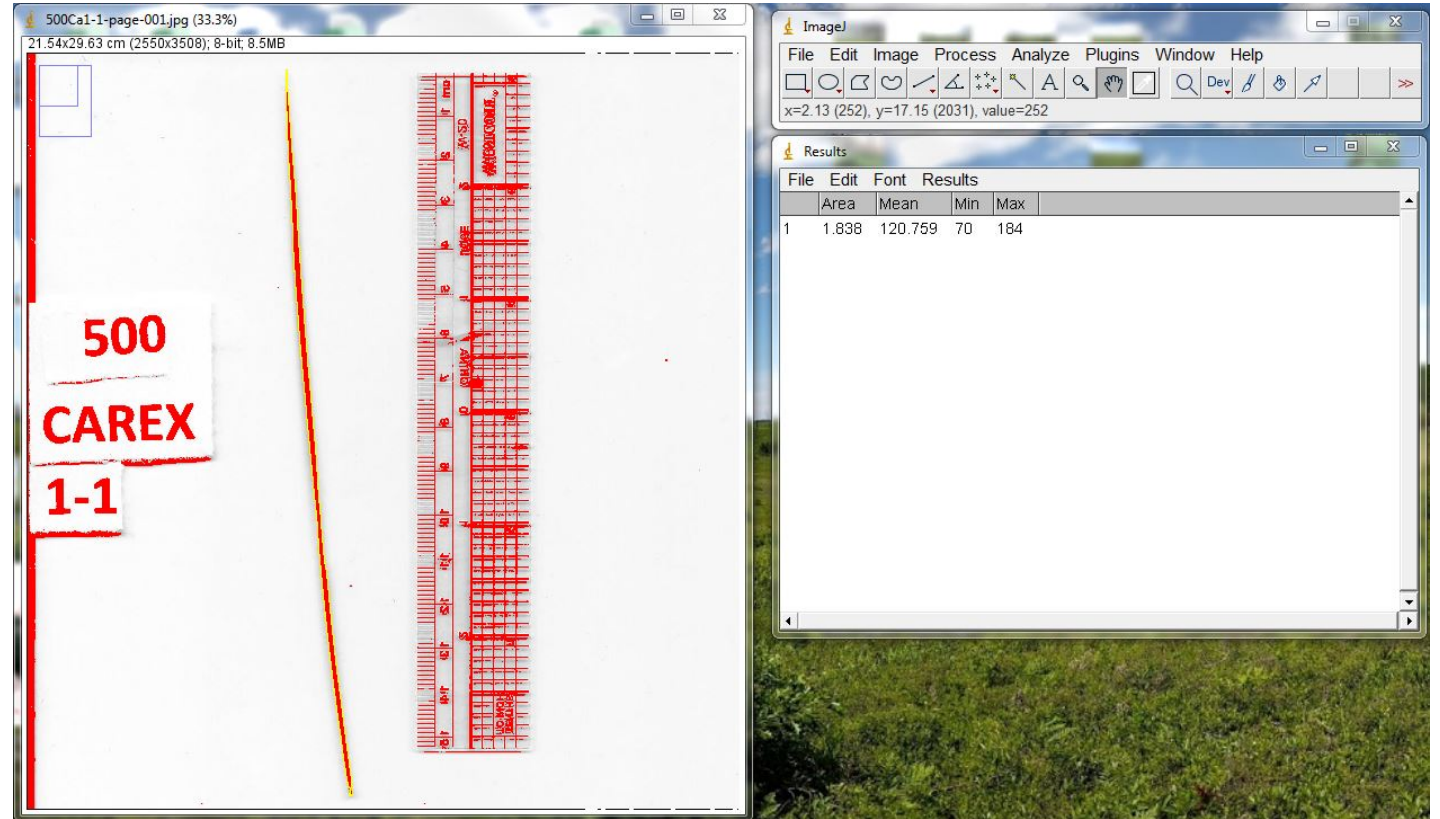 500Ca1-1-page-001.jpg (33.3%)
21.54x29.63 cm (2550x3508); 8-bit; 8.5MB
500
CAREX
1-1
ImageJ
File Edit Image Process Analyze Plugins Window Help
A Dev >>
x=2.13 (252), y=17.15 (2031), value=252
Results
File Edit Font Results
Area Mean Min Max
1 1.838 120.759 70 184